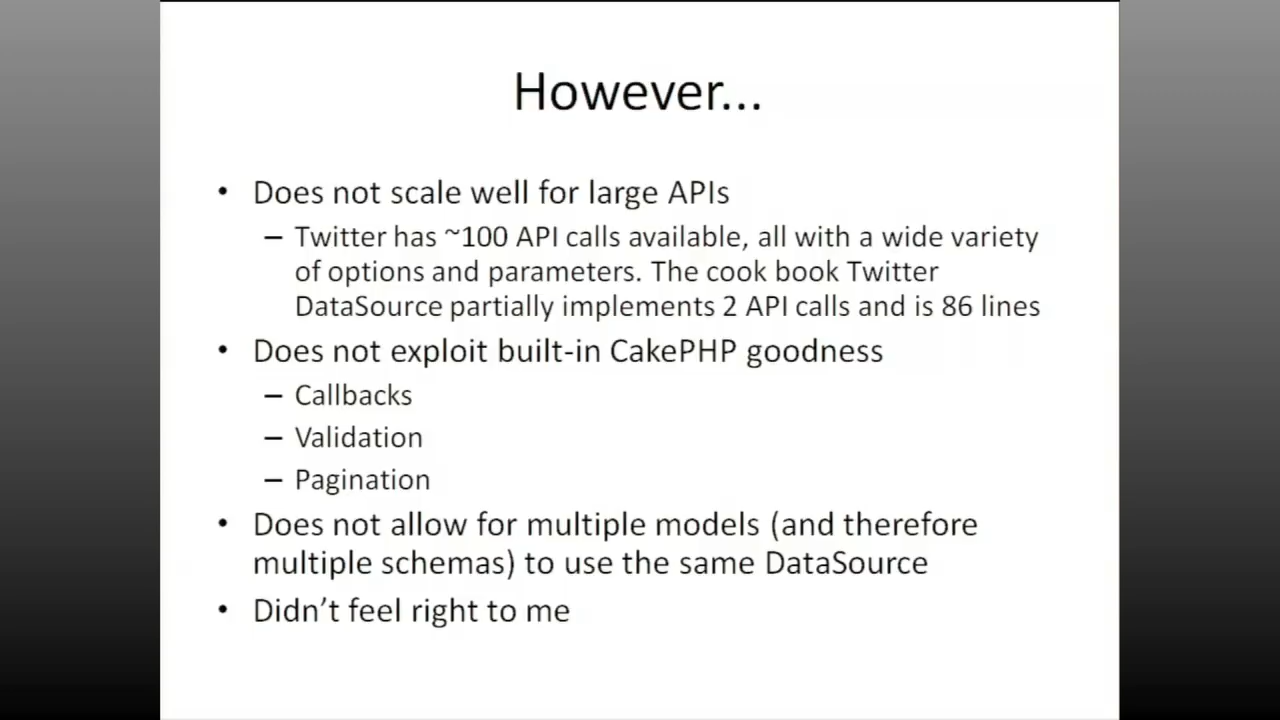 However...
• Does not scale well for large APIs
– Twitter has ~100 API calls available, all with a wide variety
of options and parameters. The cook book Twitter
DataSource partially implements 2 API calls and is 86 lines
• Does not exploit built-in CakePHP goodness
– Callbacks
– Validation
– Pagination
• Does not allow for multiple models (and therefore
multiple schemas) to use the same DataSource
• Didn’t feel right to me